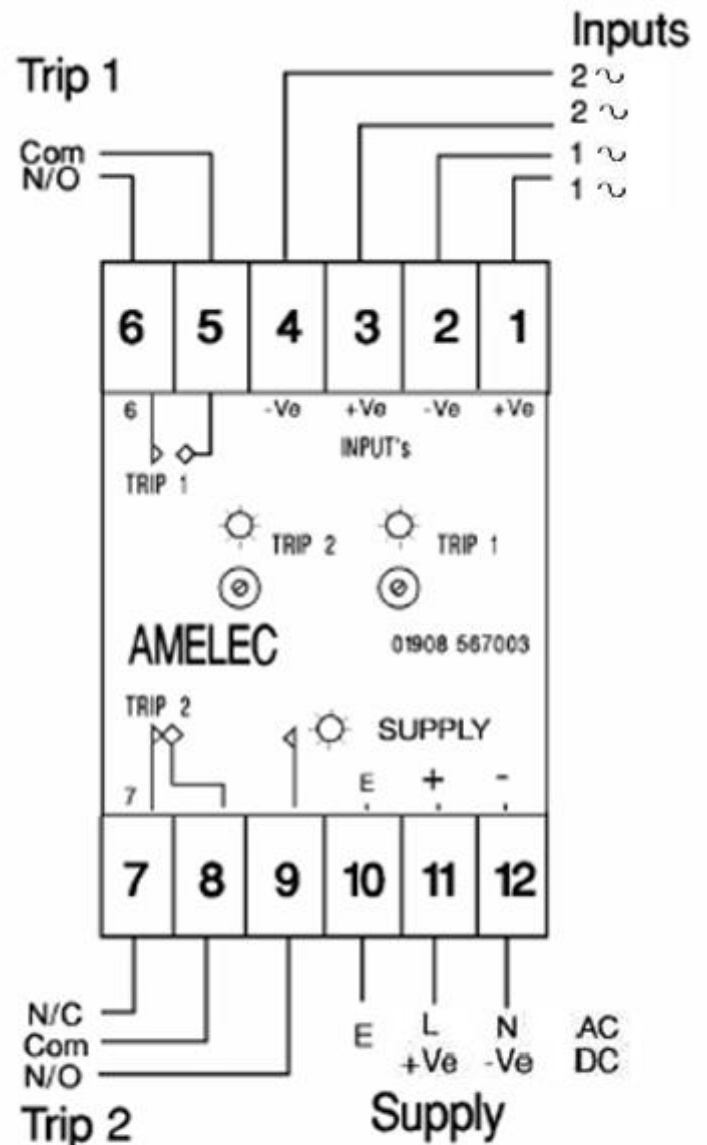 Inputs
Trip 1
2 ~
2 ~
Com
1 ~
N/O
1 ~
6 5 4 3 2 1
6 -Ve +Ve -Ve +Ve
INPUT's
TRIP 1
TRIP 2 TRIP 1
AMELEC 01908 567003
TRIP 2
SUPPLY
7 E + -
7 8 9 10 11 12
N/C
Com
N/O
E L N AC
+Ve -Ve DC
Trip 2
Supply